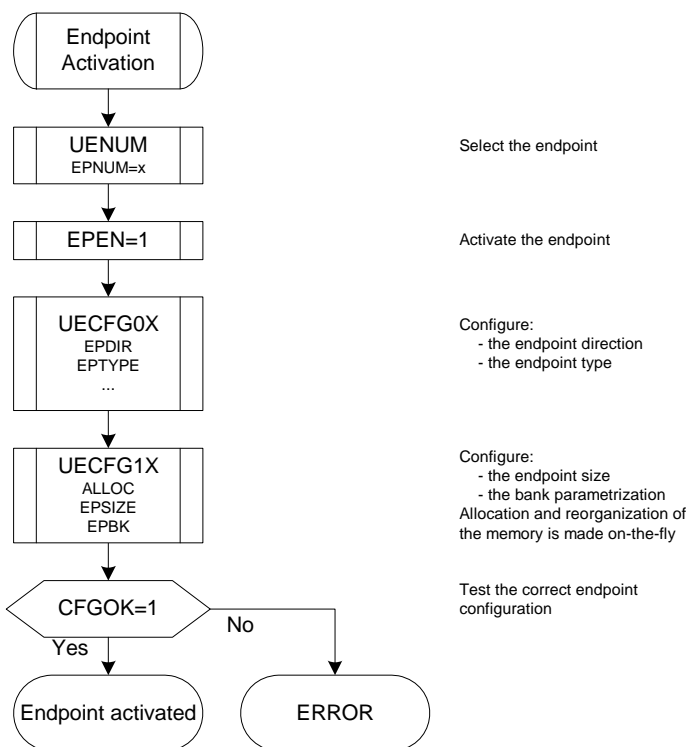 Endpoint
Activation
UENUM
EPNUM=x
Select the endpoint
EPEN=1
Activate the endpoint
UECFG0X
EPDIR
EPTYPE
...
Configure:
- the endpoint direction
- the endpoint type
UECFG1X
ALLOC
EPSIZE
EPBK
Configure:
- the endpoint size
- the bank parametrization
Allocation and reorganization of
the memory is made on-the-fly
CFGOK=1
Test the correct endpoint
configuration
No
Yes
Endpoint activated
ERROR